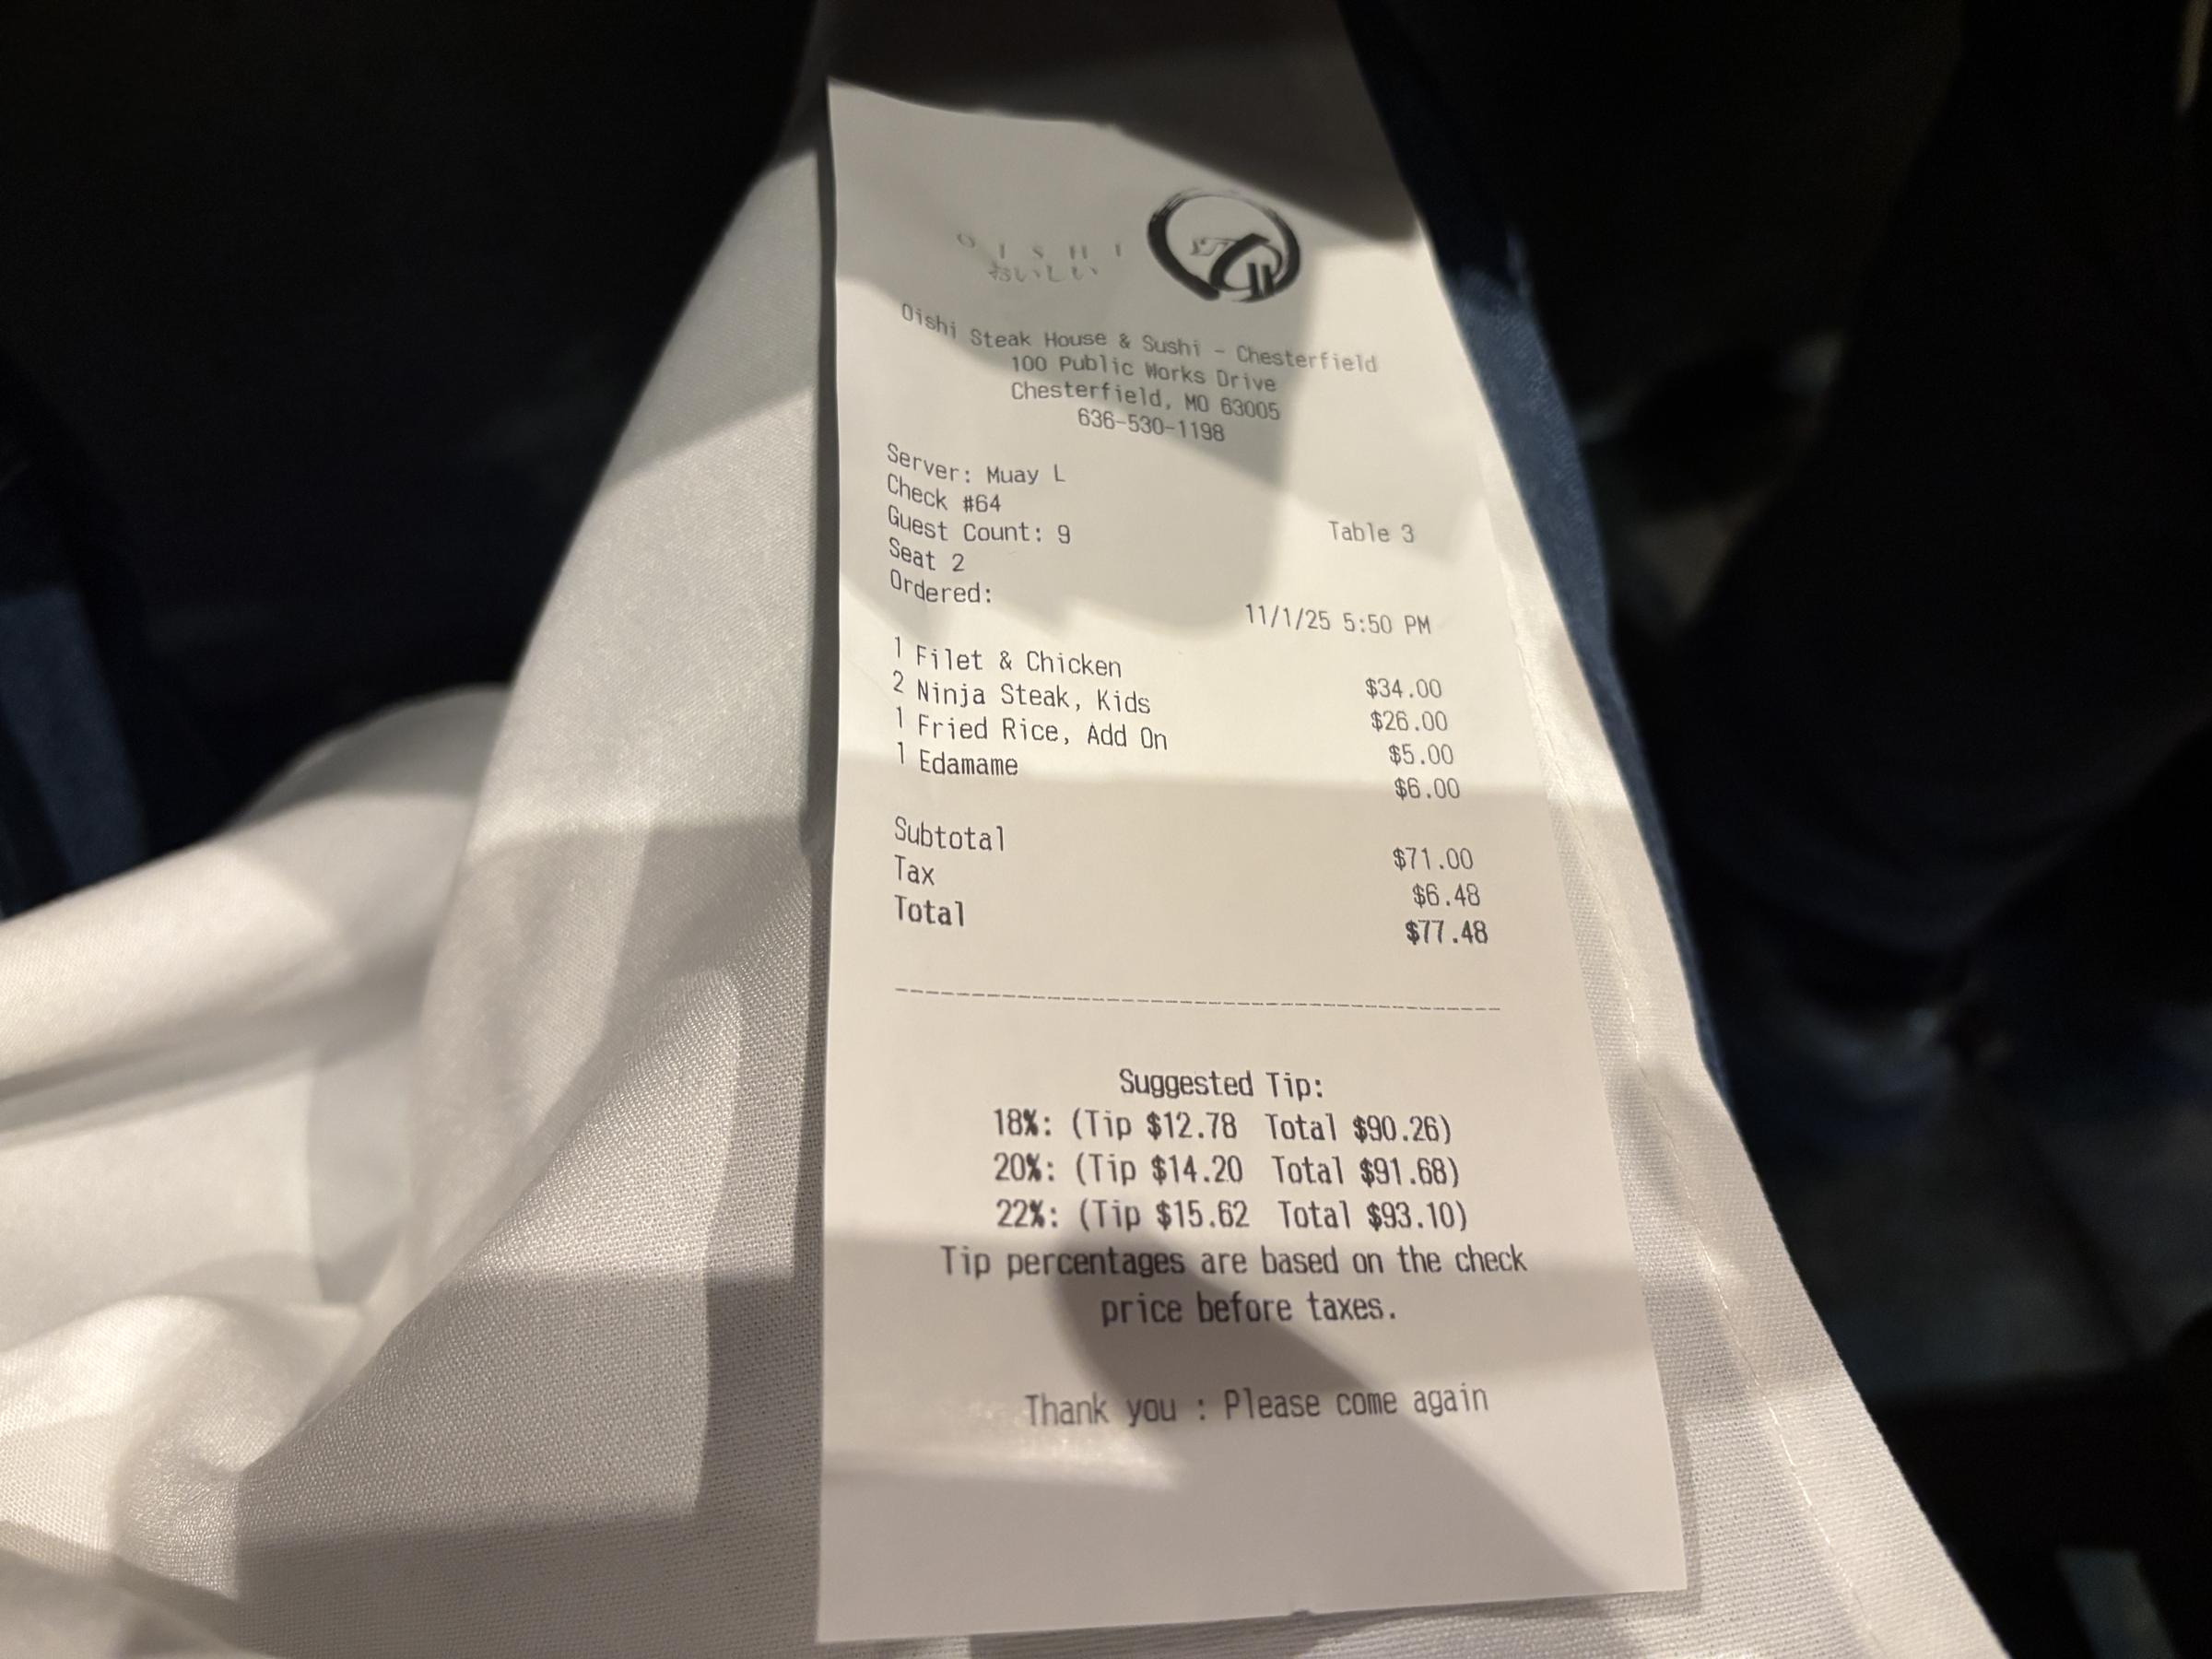 OISHI
おいしい
Oishi Steak House & Sushi - Chesterfield
100 Public Works Drive
Chesterfield, MO 63005
636-530-1198
Server: Muay L
Check #64 Table 3
Guest Count: 9
Seat 2
Ordered: 11/1/25 5:50 PM
1 Filet & Chicken $34.00
2 Ninja Steak, Kids $26.00
1 Fried Rice, Add On $5.00
1 Edamame $6.00
Subtotal $71.00
Tax $6.48
Total $77.48
Suggested Tip:
18%: (Tip $12.78 Total $90.26)
20%: (Tip $14.20 Total $91.68)
22%: (Tip $15.62 Total $93.10)
Tip percentages are based on the check
price before taxes.
Thank you : Please come again